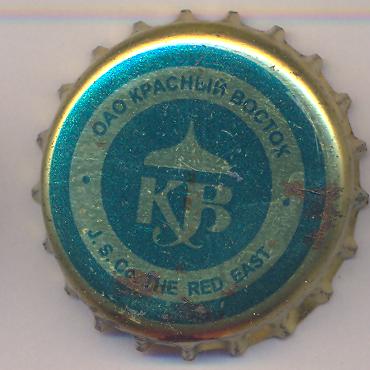 ОАО КРАСНЫЙ ВОСТОК
КВ
J. S. Co. THE RED EAST